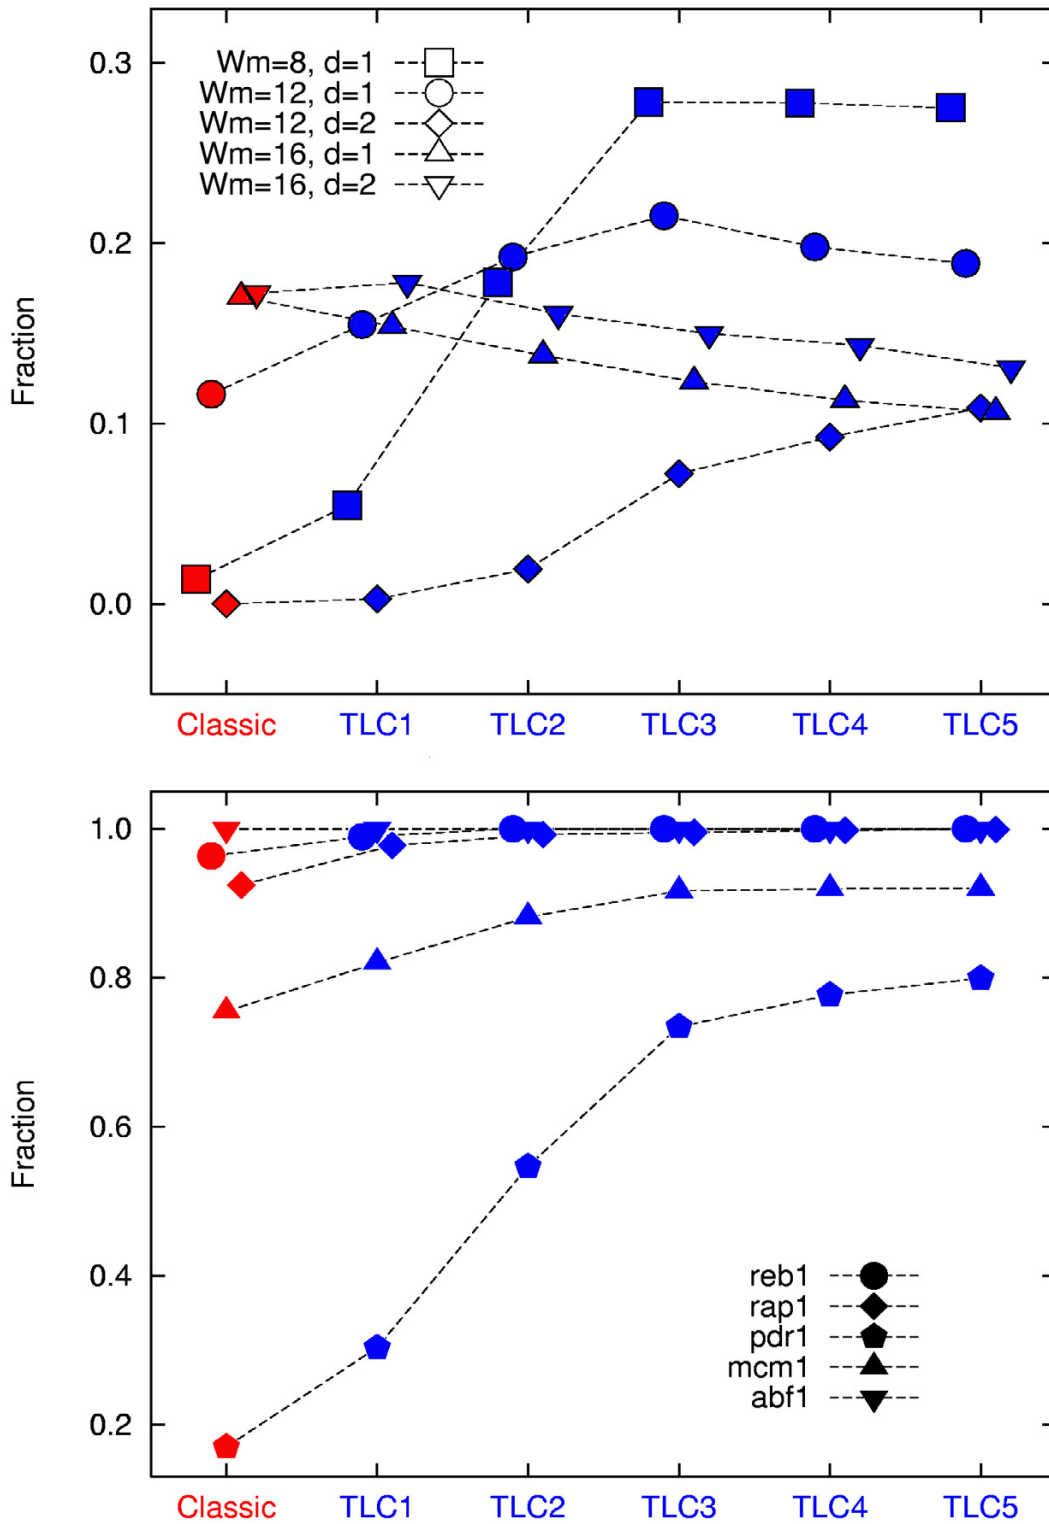 0.3
Wm=8, d=1
Wm=12, d=1
Wm=12, d=2
Wm=16, d=1
Wm=16, d=2
0.2
0.1
0.0
Fraction
Classic TLC1 TLC2 TLC3 TLC4 TLC5
1.0
0.8
0.6
0.4
0.2
Fraction
reb1
rap1
pdr1
mcm1
abf1
Classic TLC1 TLC2 TLC3 TLC4 TLC5